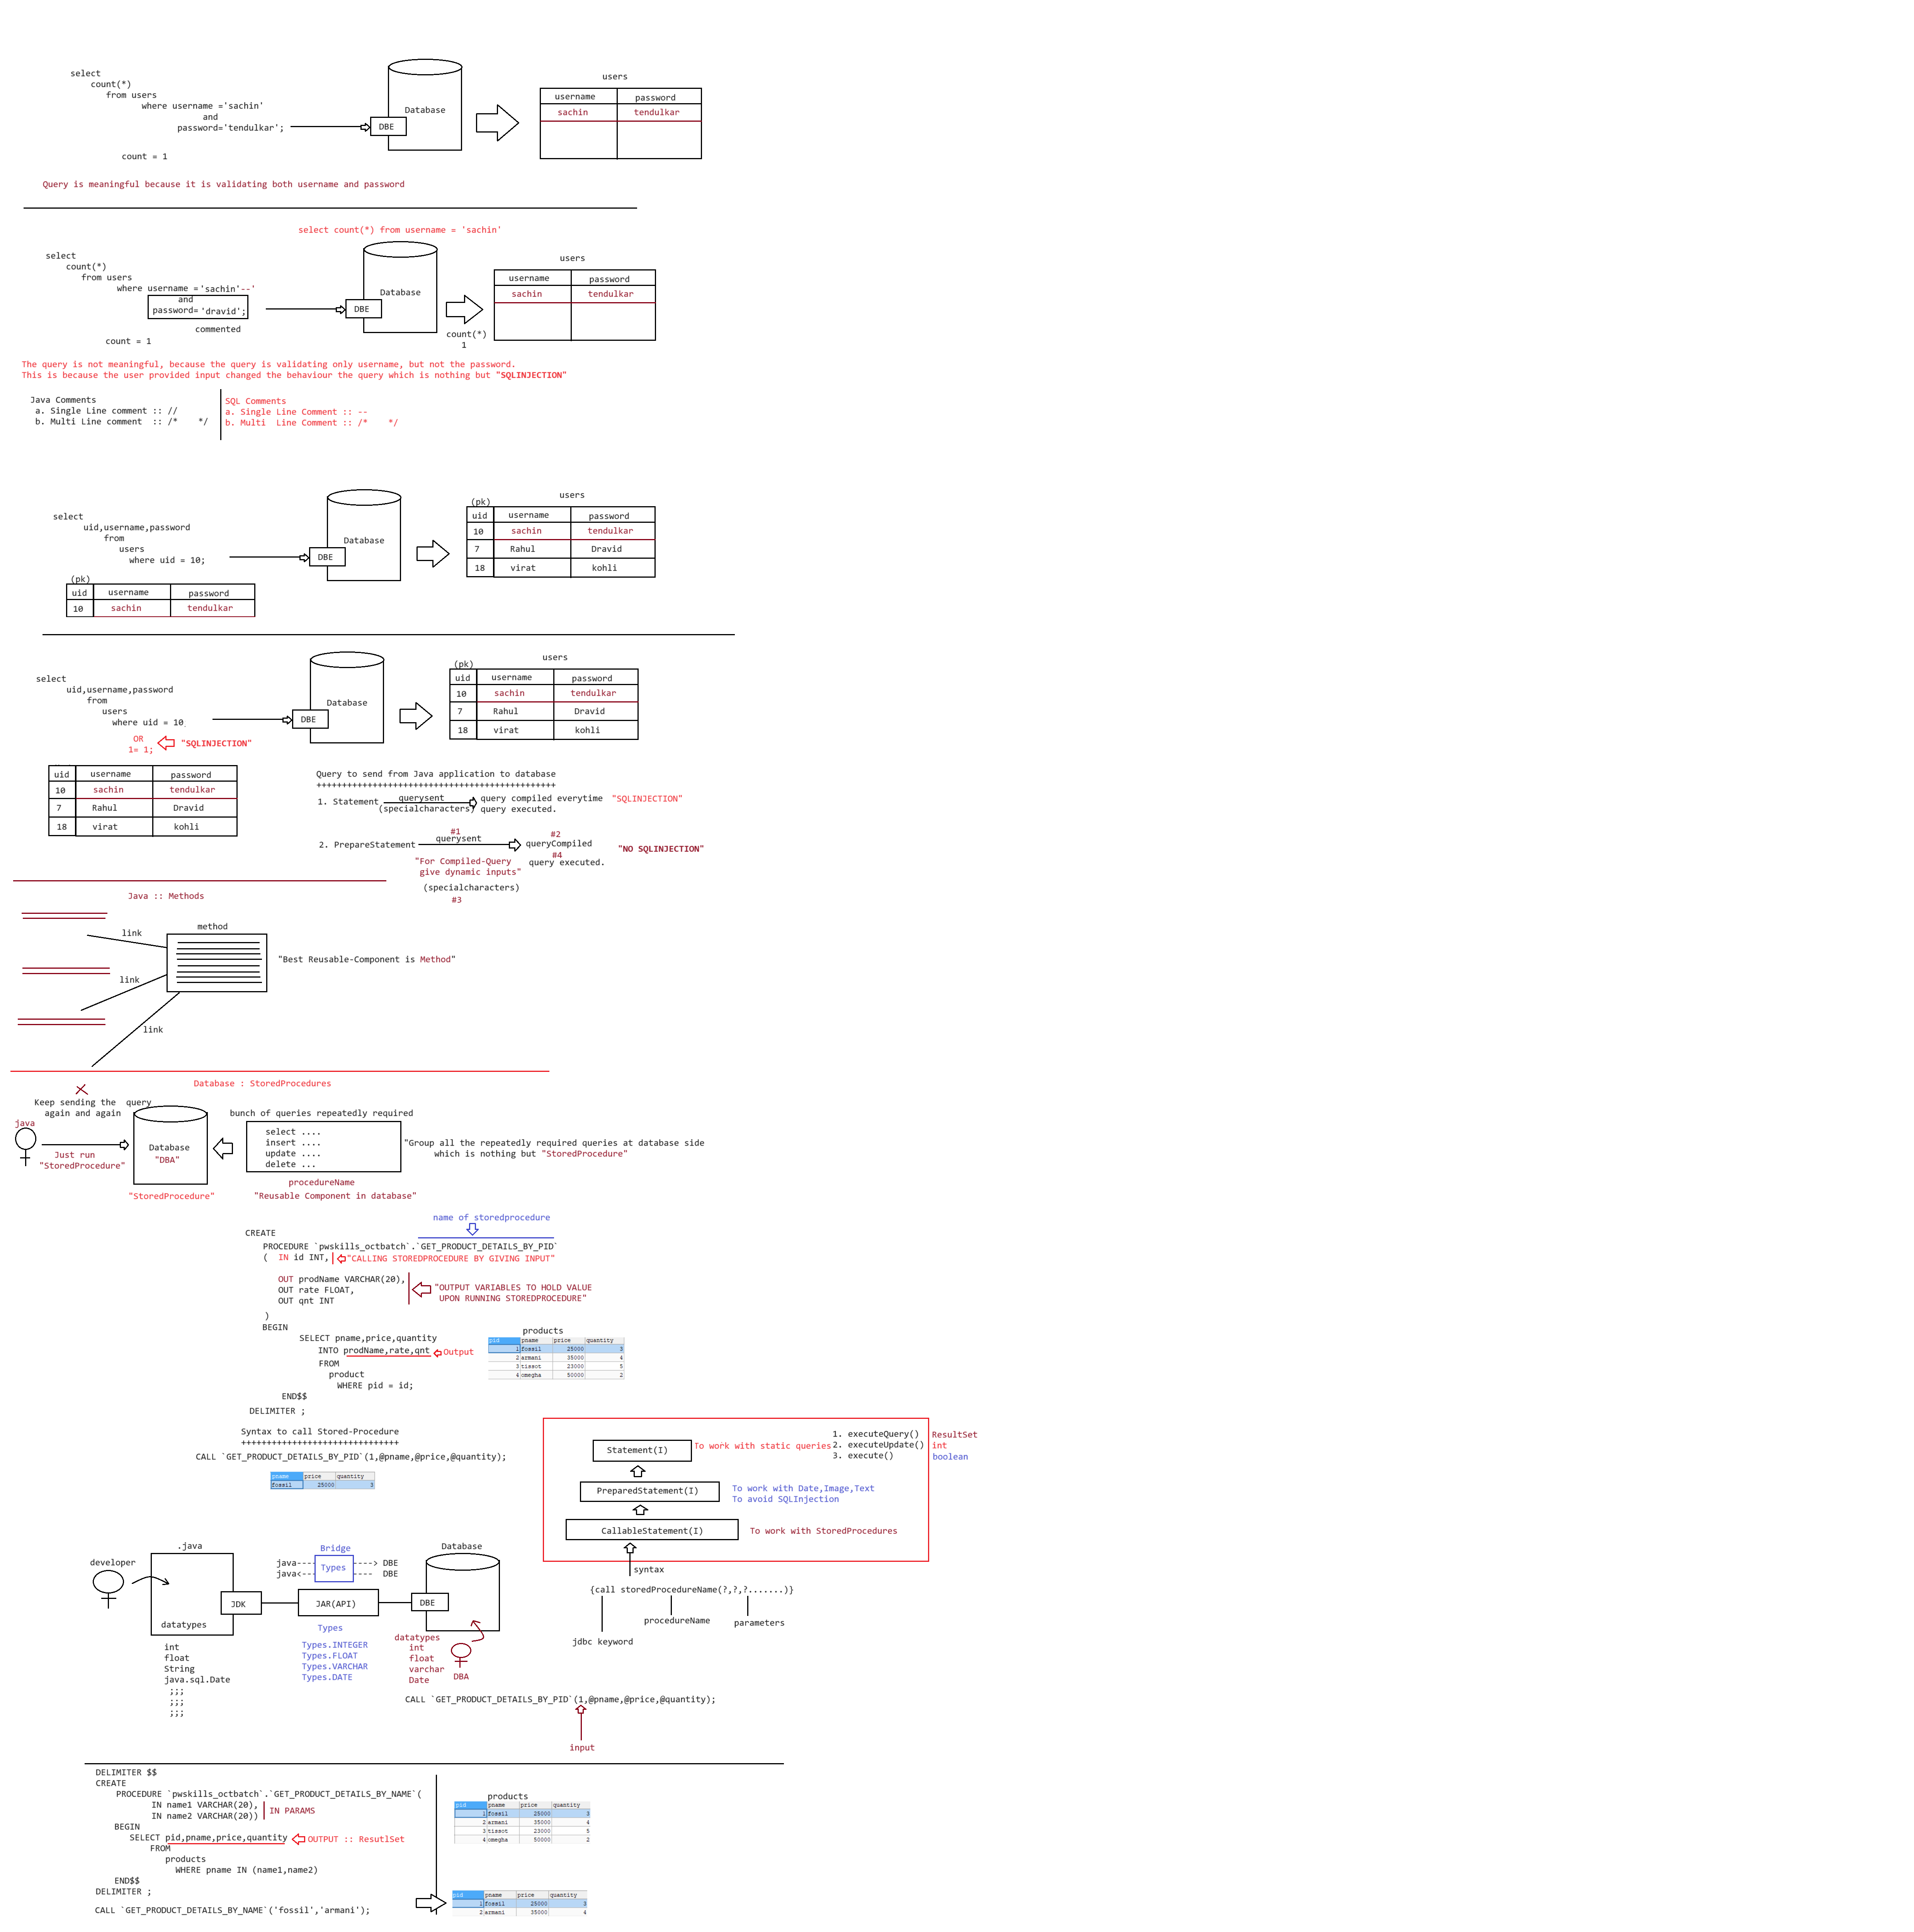 select
count(*)
from users
where username ='sachin'
and
password='tendulkar';
count = 1
Database
DBE
users
username password
sachin tendulkar
Query is meaningful because it is validating both username and password
select count(*) from username = 'sachin'
select
count(*)
from users
where username ='sachin'--'
and
password= 'dravid';
commented
count = 1
Database
DBE
count(*)
1
users
username password
sachin tendulkar
The query is not meaningful, because the query is validating only username, but not the password.
This is because the user provided input changed the behaviour the query which is nothing but "SQLINJECTION"
Java Comments
a. Single Line comment :: //
b. Multi Line comment :: /* */
SQL Comments
a. Single Line Comment :: --
b. Multi Line Comment :: /* */
select
uid,username,password
from
users
where uid = 10;
Database
DBE
users
(pk)
uid username password
10 sachin tendulkar
7 Rahul Dravid
18 virat kohli
(pk)
uid username password
10 sachin tendulkar
select
uid,username,password
from
users
where uid = 10
OR
1= 1;
"SQLINJECTION"
Database
DBE
users
(pk)
uid username password
10 sachin tendulkar
7 Rahul Dravid
18 virat kohli
uid username password
10 sachin tendulkar
7 Rahul Dravid
18 virat kohli
Query to send from Java application to database
+++++++++++++++++++++++++++++++++++++++++++++++
1. Statement querysent query compiled everytime "SQLINJECTION"
(specialcharacters) query executed.
#1 #2
2. PrepareStatement querysent queryCompiled "NO SQLINJECTION"
#4
"For Compiled-Query query executed.
give dynamic inputs"
(specialcharacters)
#3
Java :: Methods
method
link
link
link
"Best Reusable-Component is Method"
Database : StoredProcedures
Keep sending the query
again and again
java
Just run
"StoredProcedure"
Database
"DBA"
"StoredProcedure"
bunch of queries repeatedly required
select ....
insert ....
update ....
delete ...
procedureName
"Reusable Component in database"
"Group all the repeatedly required queries at database side
which is nothing but "StoredProcedure"
name of storedprocedure
CREATE
PROCEDURE `pwskills_octbatch`.`GET_PRODUCT_DETAILS_BY_PID`
( IN id INT, "CALLING STOREDPROCEDURE BY GIVING INPUT"
OUT prodName VARCHAR(20),
OUT rate FLOAT,
OUT qnt INT
"OUTPUT VARIABLES TO HOLD VALUE
UPON RUNNING STOREDPROCEDURE"
)
BEGIN
SELECT pname,price,quantity
INTO prodName,rate,qnt Output
FROM
product
WHERE pid = id;
END$$
DELIMITER ;
products
pid pname price quantity
1 fossil 25000 3
2 armani 35000 4
3 tissot 23000 5
4 omegha 50000 2
Syntax to call Stored-Procedure
+++++++++++++++++++++++++++++++
CALL `GET_PRODUCT_DETAILS_BY_PID`(1,@pname,@price,@quantity);
pname price quantity
fossil 25000 3
Statement(I) To work with static queries
1. executeQuery() ResultSet
2. executeUpdate() int
3. execute() boolean
PreparedStatement(I)
To work with Date,Image,Text
To avoid SQLInjection
CallableStatement(I) To work with StoredProcedures
syntax
{call storedProcedureName(?,?,?.......)}
procedureName parameters
jdbc keyword
developer
.java
datatypes
JDK
int
float
String
java.sql.Date
;;;
;;;
;;;
Bridge
java---- Types ----> DBE
java<--- ---- DBE
JAR(API)
Types
Types.INTEGER
Types.FLOAT
Types.VARCHAR
Types.DATE
Database
DBE
datatypes
int
float
varchar
Date
DBA
CALL `GET_PRODUCT_DETAILS_BY_PID`(1,@pname,@price,@quantity);
input
DELIMITER $$
CREATE
PROCEDURE `pwskills_octbatch`.`GET_PRODUCT_DETAILS_BY_NAME`(
IN name1 VARCHAR(20),
IN name2 VARCHAR(20))
IN PARAMS
BEGIN
SELECT pid,pname,price,quantity OUTPUT :: ResutlSet
FROM
products
WHERE pname IN (name1,name2)
END$$
DELIMITER ;
CALL `GET_PRODUCT_DETAILS_BY_NAME`('fossil','armani');
products
pid pname price quantity
1 fossil 25000 3
2 armani 35000 4
3 tissot 23000 5
4 omegha 50000 2
pid pname price quantity
1 fossil 25000 3
2 armani 35000 4